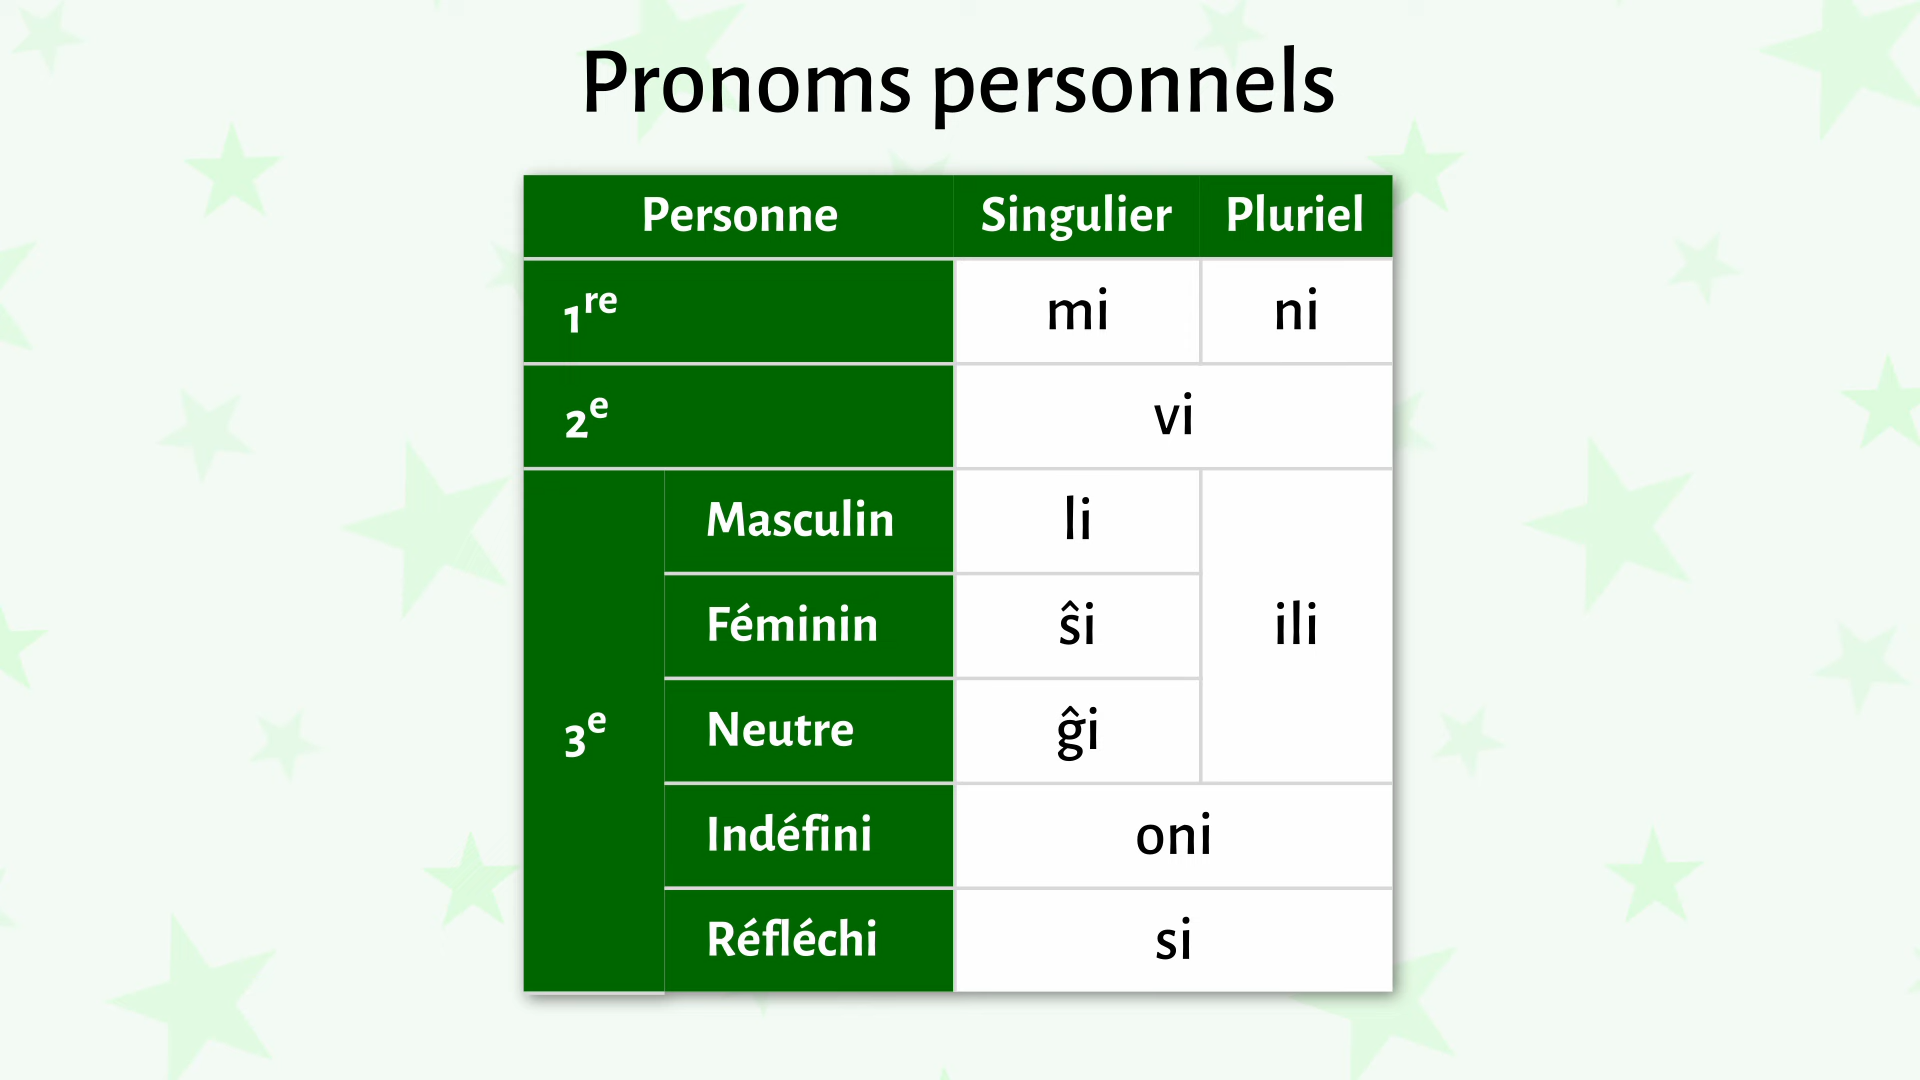 Pronoms personnels
Personne Singulier Pluriel
1re mi ni
2e vi
3e Masculin li ili
Féminin ŝi
Neutre ĝi
Indéfini oni
Réfléchi si